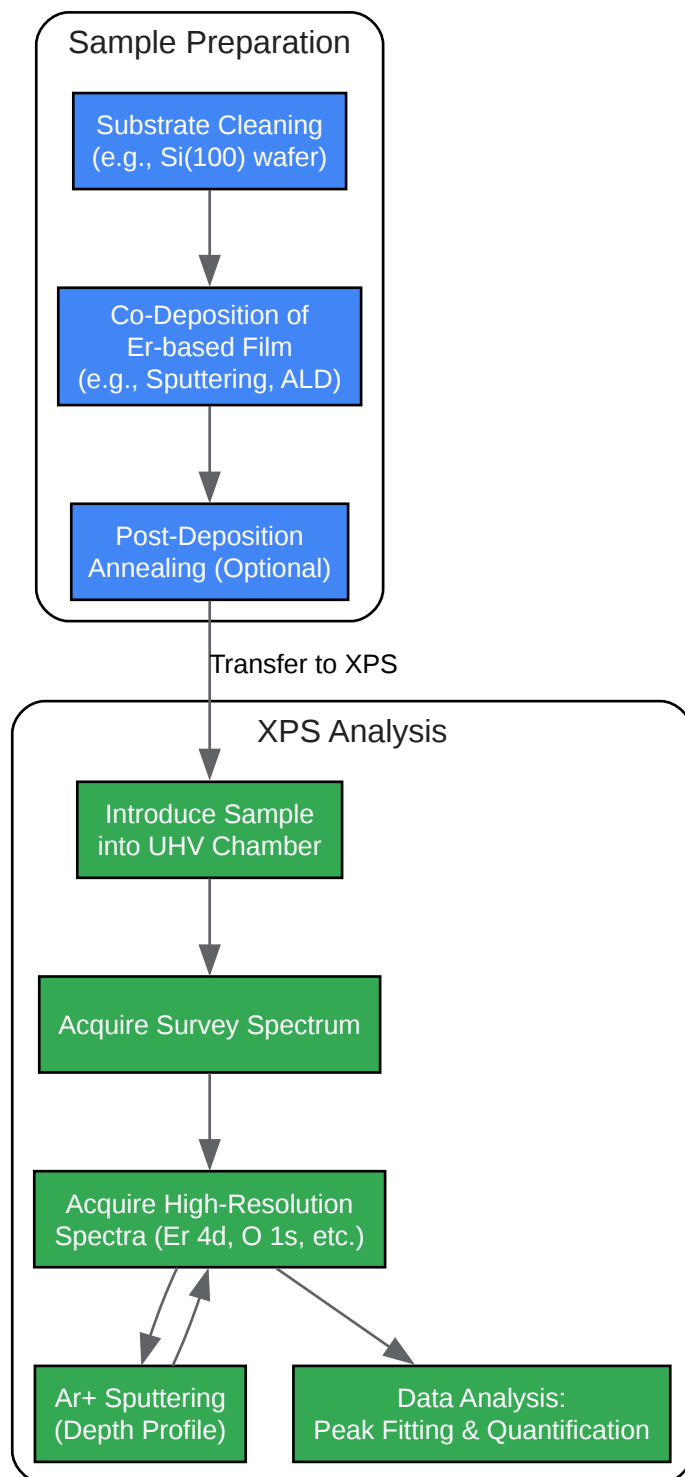 Sample Preparation
Substrate Cleaning
(e.g., Si(100) wafer)
Co-Deposition of
Er-based Film
(e.g., Sputtering, ALD)
Post-Deposition
Annealing (Optional)
Transfer to XPS
XPS Analysis
Introduce Sample
into UHV Chamber
Acquire Survey Spectrum
Acquire High-Resolution
Spectra (Er 4d, O 1s, etc.)
Ar+ Sputtering
(Depth Profile)
Data Analysis:
Peak Fitting & Quantification